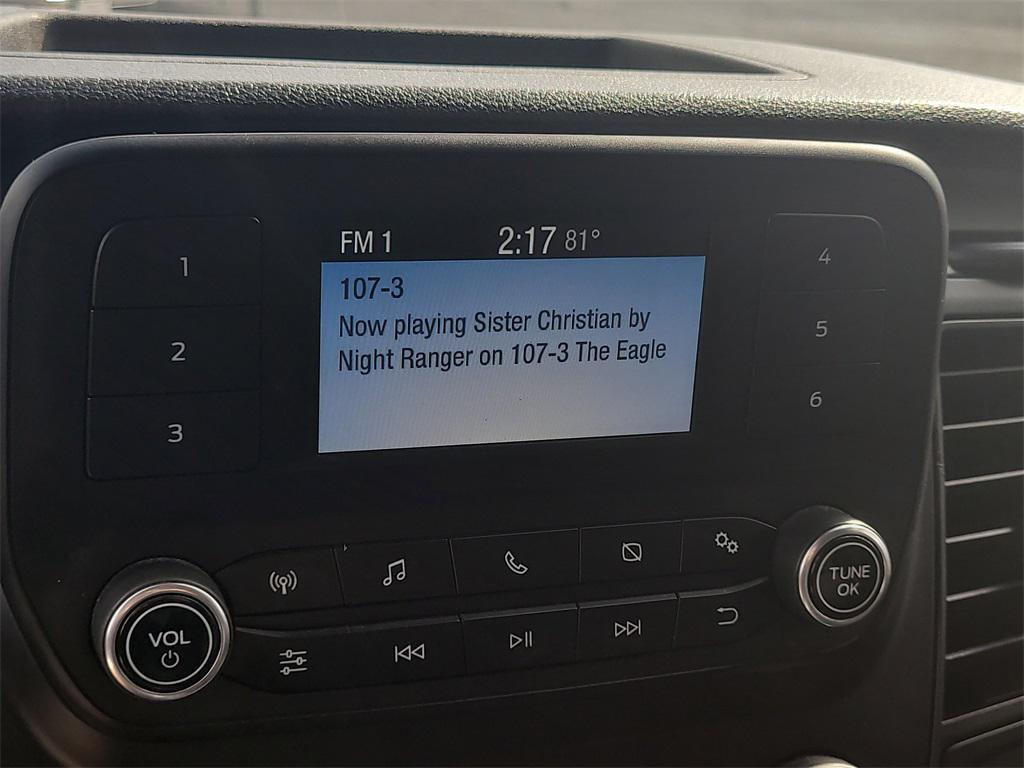 FM 1 2:17 81°
107-3
Now playing Sister Christian by
Night Ranger on 107-3 The Eagle
1
2
3
4
5
6
VOL
TUNE
OK